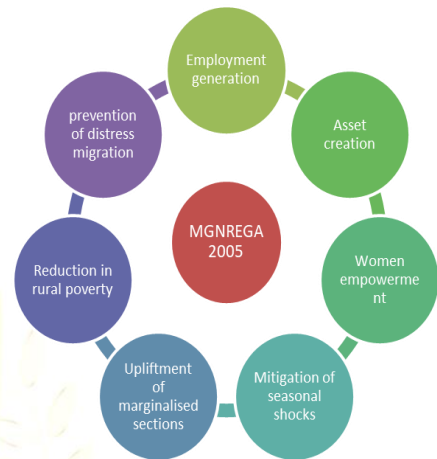 Employment
generation
Asset
creation
Women
empowerme
nt
Mitigation of
seasonal
shocks
Upliftment
of
marginalised
sections
Reduction in
rural poverty
prevention
of distress
migration
MGNREGA
2005